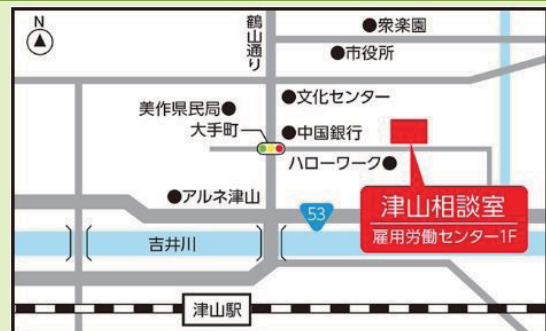 N
鶴山通り
●衆楽園
●市役所
●文化センター
美作県民局●
大手町
●中国銀行
ハローワーク●
●アルネ津山
53
津山相談室
雇用労働センター1F
吉井川
津山駅